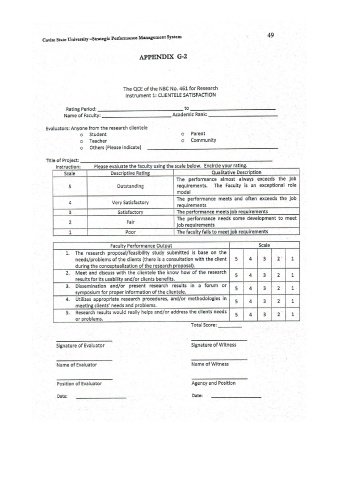 Cavite State University –Strategic Performance Management System
49
APPENDIX G-2
The QCE of the NBC No. 461 for Research
Instrument 1: CLIENTELE SATISFACTION
Rating Period: ____________ to ____________
Name of Faculty: ____________ Academic Rank: ____________
Evaluators: Anyone from the research clientele
o Student o Parent
o Teacher o Community
o Others (Please indicate) ____________
Title of Project: ____________
Instruction: Please evaluate the faculty using the scale below. Encircle your rating.
Scale Descriptive Rating Qualitative Description
5 Outstanding The performance almost always exceeds the job
requirements. The Faculty is an exceptional role
model
4 Very Satisfactory The performance meets and often exceeds the job
requirements
3 Satisfactory The performance meets job requirements
2 Fair The performance needs some development to meet
job requirements
1 Poor The faculty fails to meet job requirements
Faculty Performance Output Scale
1. The research proposal/feasibility study submitted is base on the
needs/problems of the clients (there is a consultation with the client 5 4 3 2 1
during the conceptualization of the research proposal).
2. Meet and discuss with the clientele the know how of the research
results for its usability and/or clients benefits. 5 4 3 2 1
3. Dissemination and/or present research results in a forum or
symposium for proper information of the clientele. 5 4 3 2 1
4. Utilizes appropriate research procedures, and/or methodologies in
meeting clients' needs and problems. 5 4 3 2 1
5. Research results would really helps and/or address the clients needs
or problems. 5 4 3 2 1
Total Score: ______
Signature of Evaluator Signature of Witness
Name of Evaluator Name of Witness
Position of Evaluator Agency and Position
Date: ____________ Date: ____________